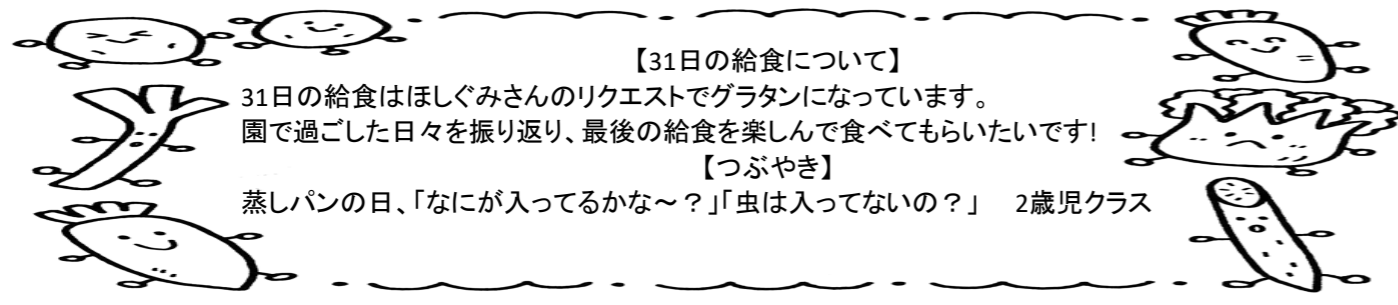 【31日の給食について】
31日の給食はほしぐみさんのリクエストでグラタンになっています。
園で過ごした日々を振り返り、最後の給食を楽しんで食べてもらいたいです!
【つぶやき】
蒸しパンの日、「なにが入ってるかな～？」「虫は入ってないの？」　2歳児クラス